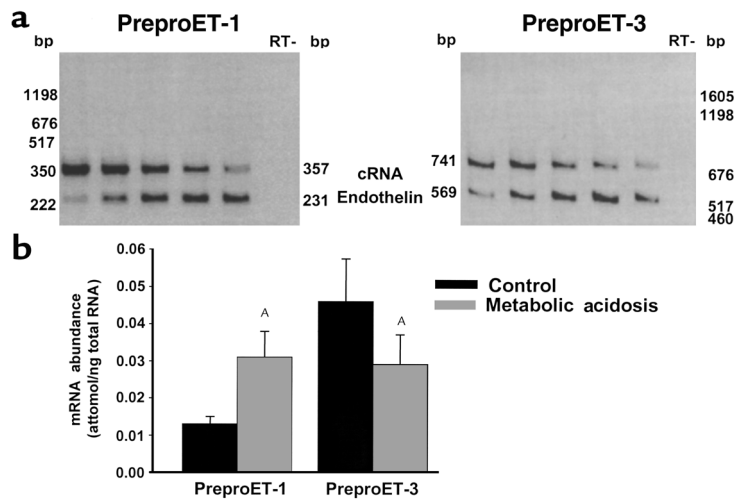 a
PreproET-1
PreproET-3
bp
RT-
bp
RT-
bp
1198
676
517
350
222
357
231
cRNA
Endothelin
741
569
1605
1198
676
517
460
b
mRNA abundance
(attomol/ng total RNA)
0.06
0.05
0.04
0.03
0.02
0.01
0.00
A
A
Control
Metabolic acidosis
PreproET-1
PreproET-3